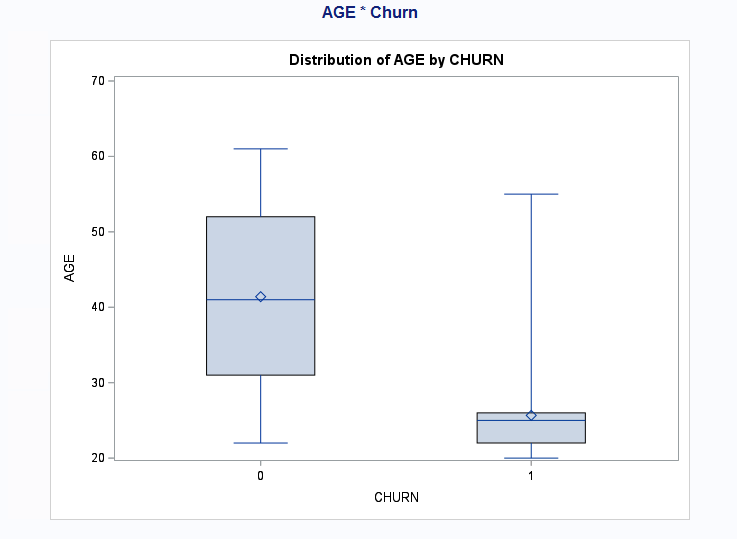 AGE * Churn
Distribution of AGE by CHURN
70
60
50
40
30
20
AGE
0 1
CHURN